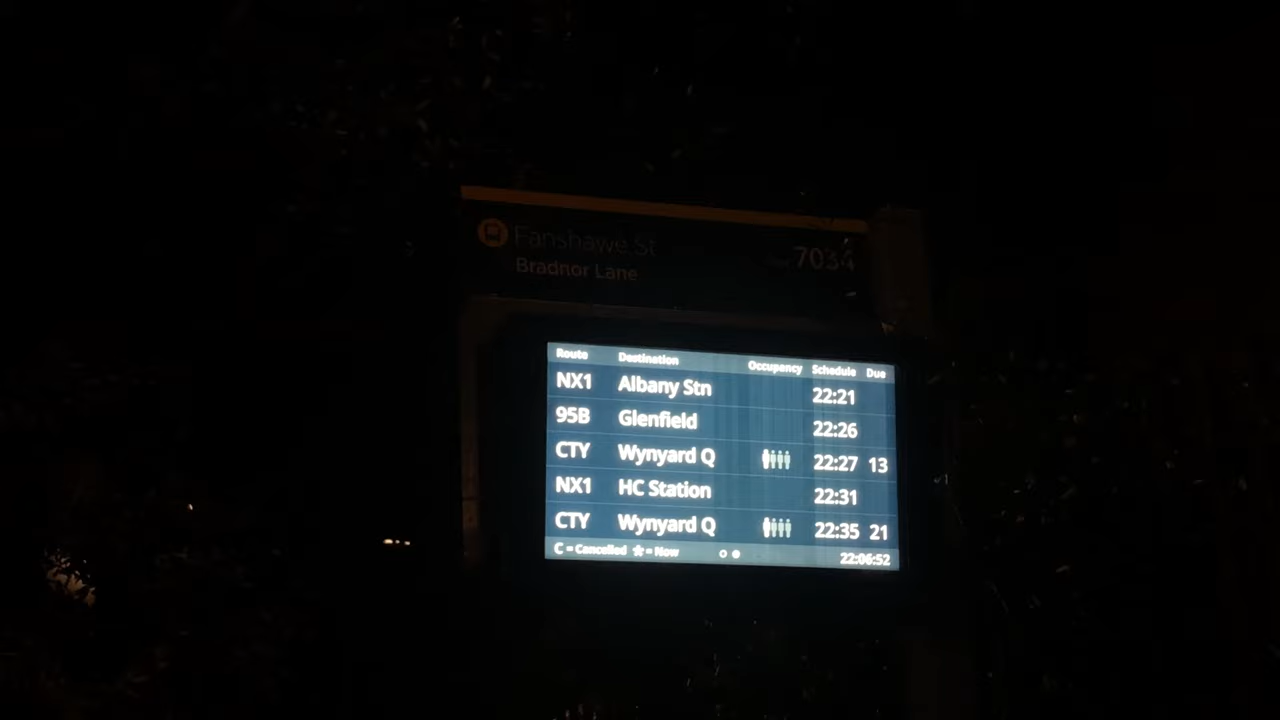 Fanshawe St
Bradnor Lane
7034
Route Destination Occupancy Schedule Due
NX1 Albany Stn 22:21
95B Glenfield 22:26
CTY Wynyard Q 22:27 13
NX1 HC Station 22:31
CTY Wynyard Q 22:35 21
C = Cancelled ★ = Now 22:06:52